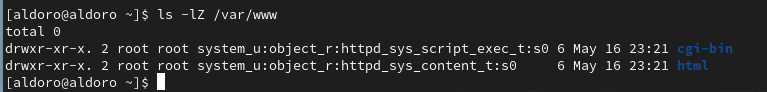 [aldoro@aldoro ~]$ ls -lZ /var/www
total 0
drwxr-xr-x. 2 root root system_u:object_r:httpd_sys_script_exec_t:s0 6 May 16 23:21 cgi-bin
drwxr-xr-x. 2 root root system_u:object_r:httpd_sys_content_t:s0     6 May 16 23:21 html
[aldoro@aldoro ~]$